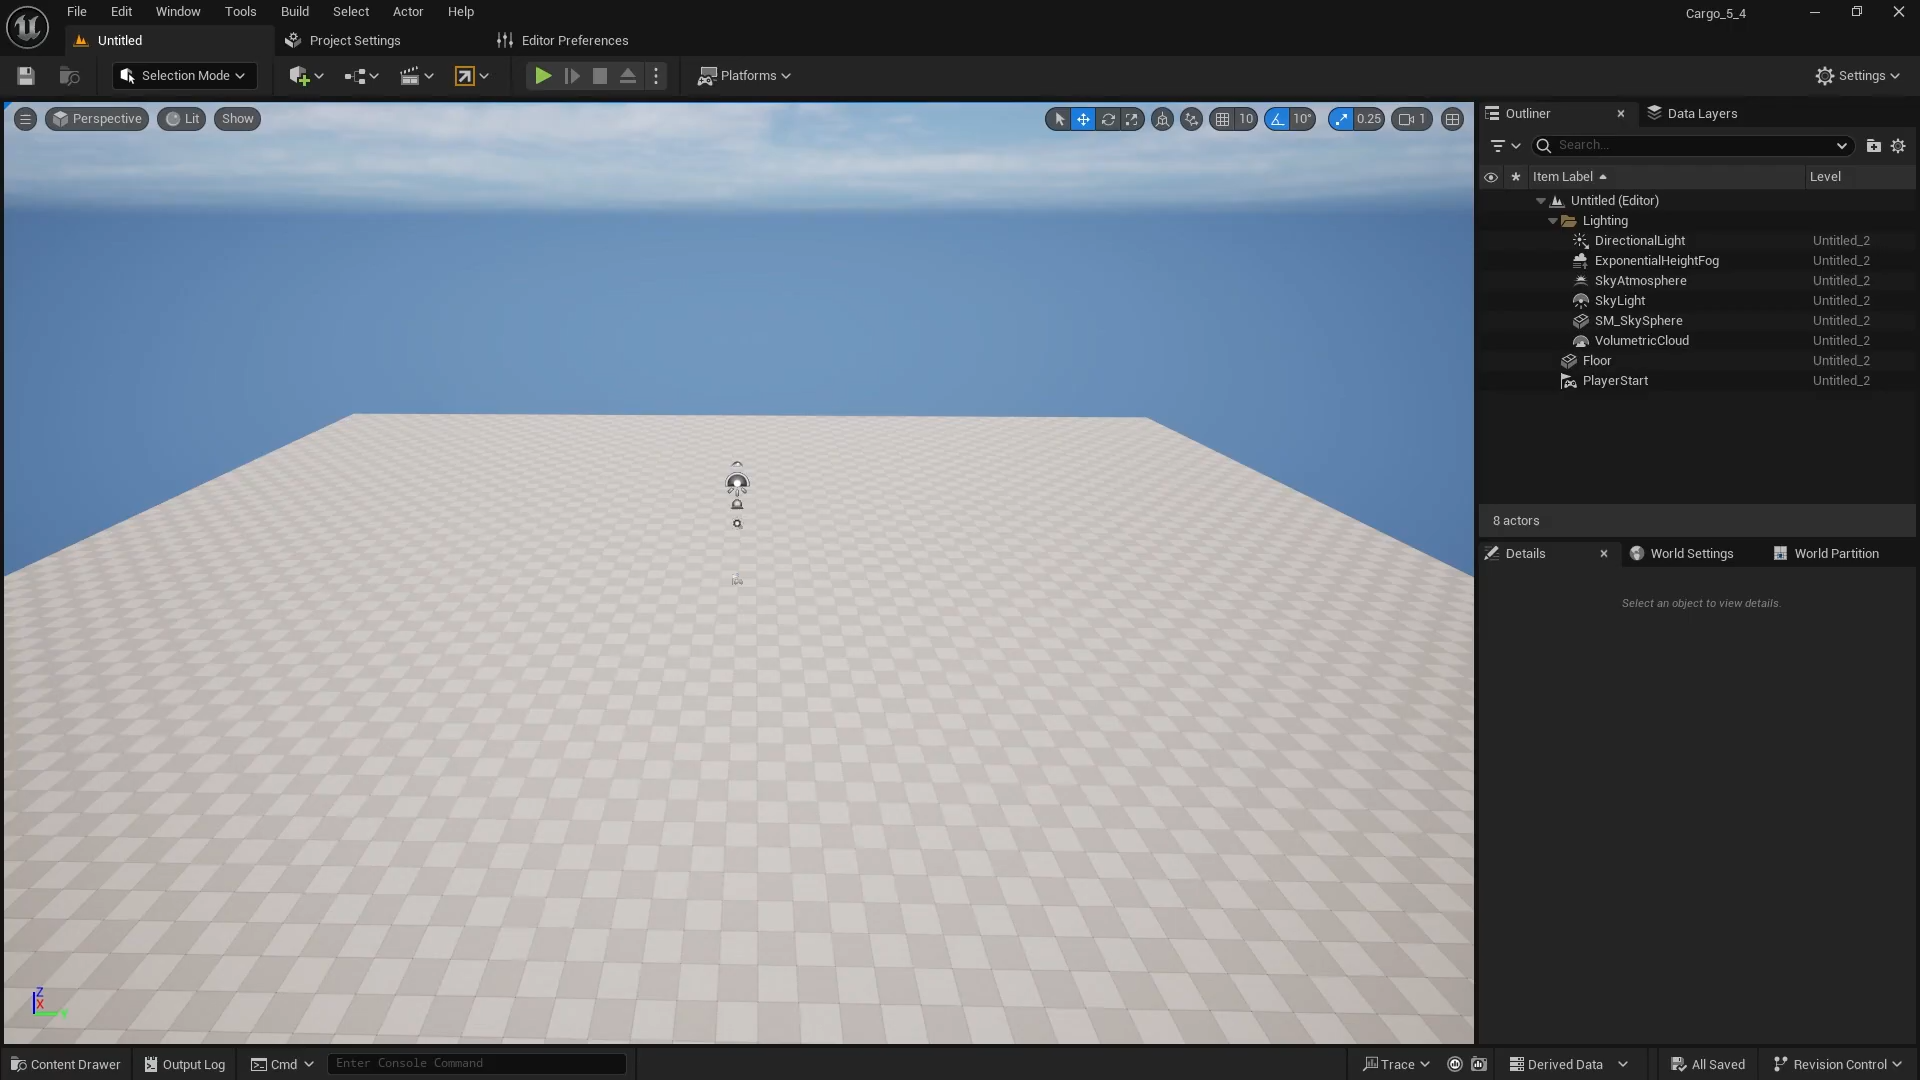 File Edit Window Tools Build Select Actor Help
Cargo_5_4
Untitled
Project Settings
Editor Preferences
Selection Mode
Platforms
Settings
Perspective
Lit
Show
10
10°
0.25
1
Outliner
Data Layers
Search...
Item Label
Level
Untitled (Editor)
Lighting
DirectionalLight Untitled_2
ExponentialHeightFog Untitled_2
SkyAtmosphere Untitled_2
SkyLight Untitled_2
SM_SkySphere Untitled_2
VolumetricCloud Untitled_2
Floor Untitled_2
PlayerStart Untitled_2
8 actors
Details
World Settings
World Partition
Select an object to view details.
Z
X
Y
Content Drawer
Output Log
Cmd
Enter Console Command
Trace
Derived Data
All Saved
Revision Control